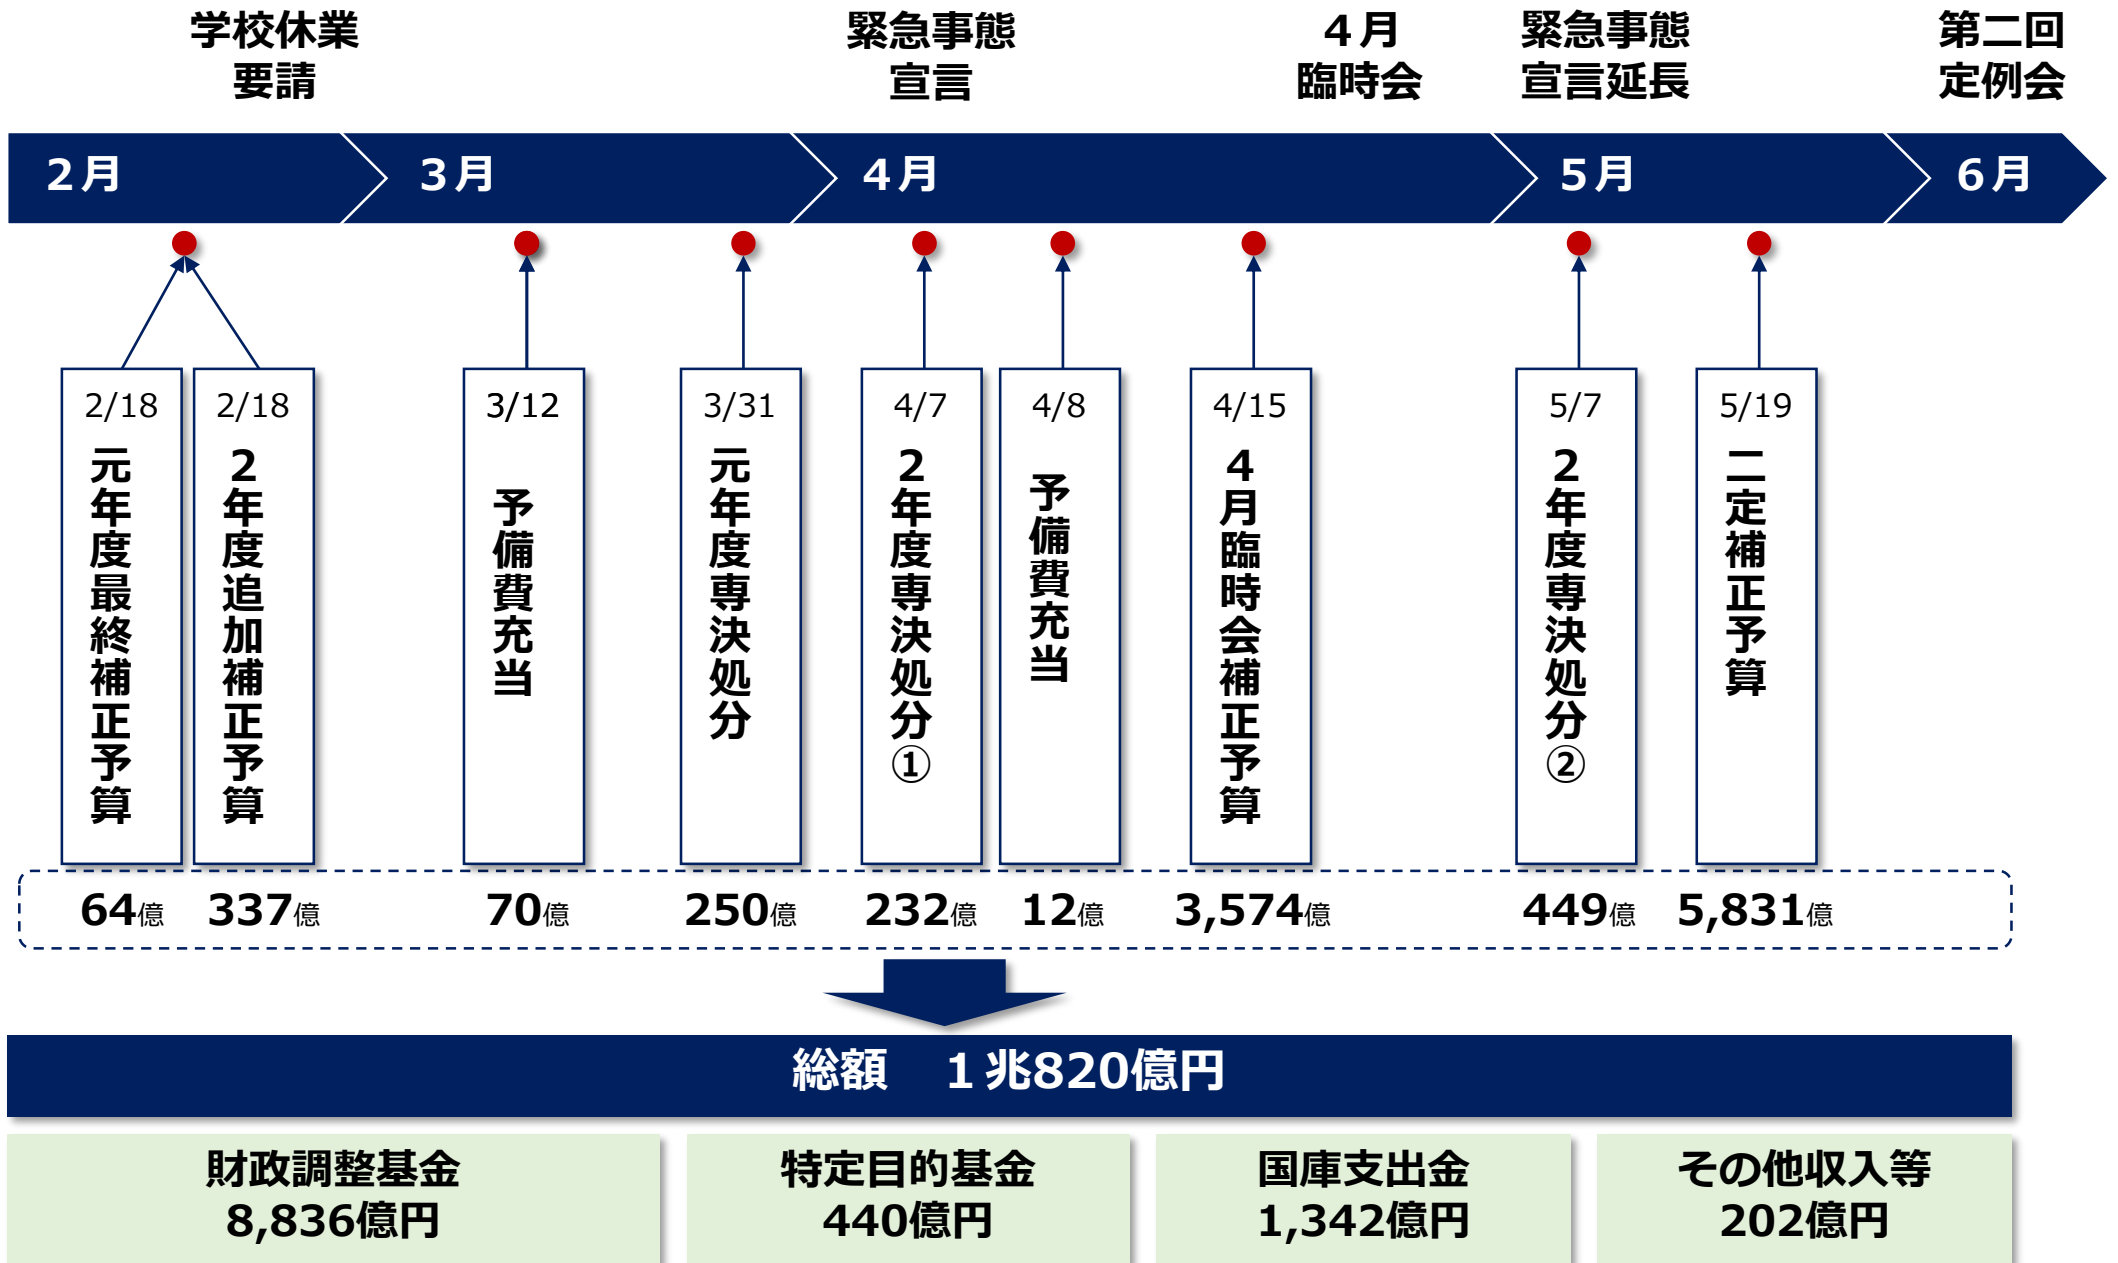 学校休業
要請
緊急事態
宣言
４月
臨時会
緊急事態
宣言延長
第二回
定例会
２月
３月
４月
５月
６月
2/18
元年度最終補正予算
2/18
２年度追加補正予算
3/12
予備費充当
3/31
元年度専決処分
4/7
２年度専決処分①
4/8
予備費充当
4/15
４月臨時会補正予算
5/7
２年度専決処分②
5/19
二定補正予算
64億
337億
70億
250億
232億
12億
3,574億
449億
5,831億
総額　１兆820億円
財政調整基金
8,836億円
特定目的基金
440億円
国庫支出金
1,342億円
その他収入等
202億円